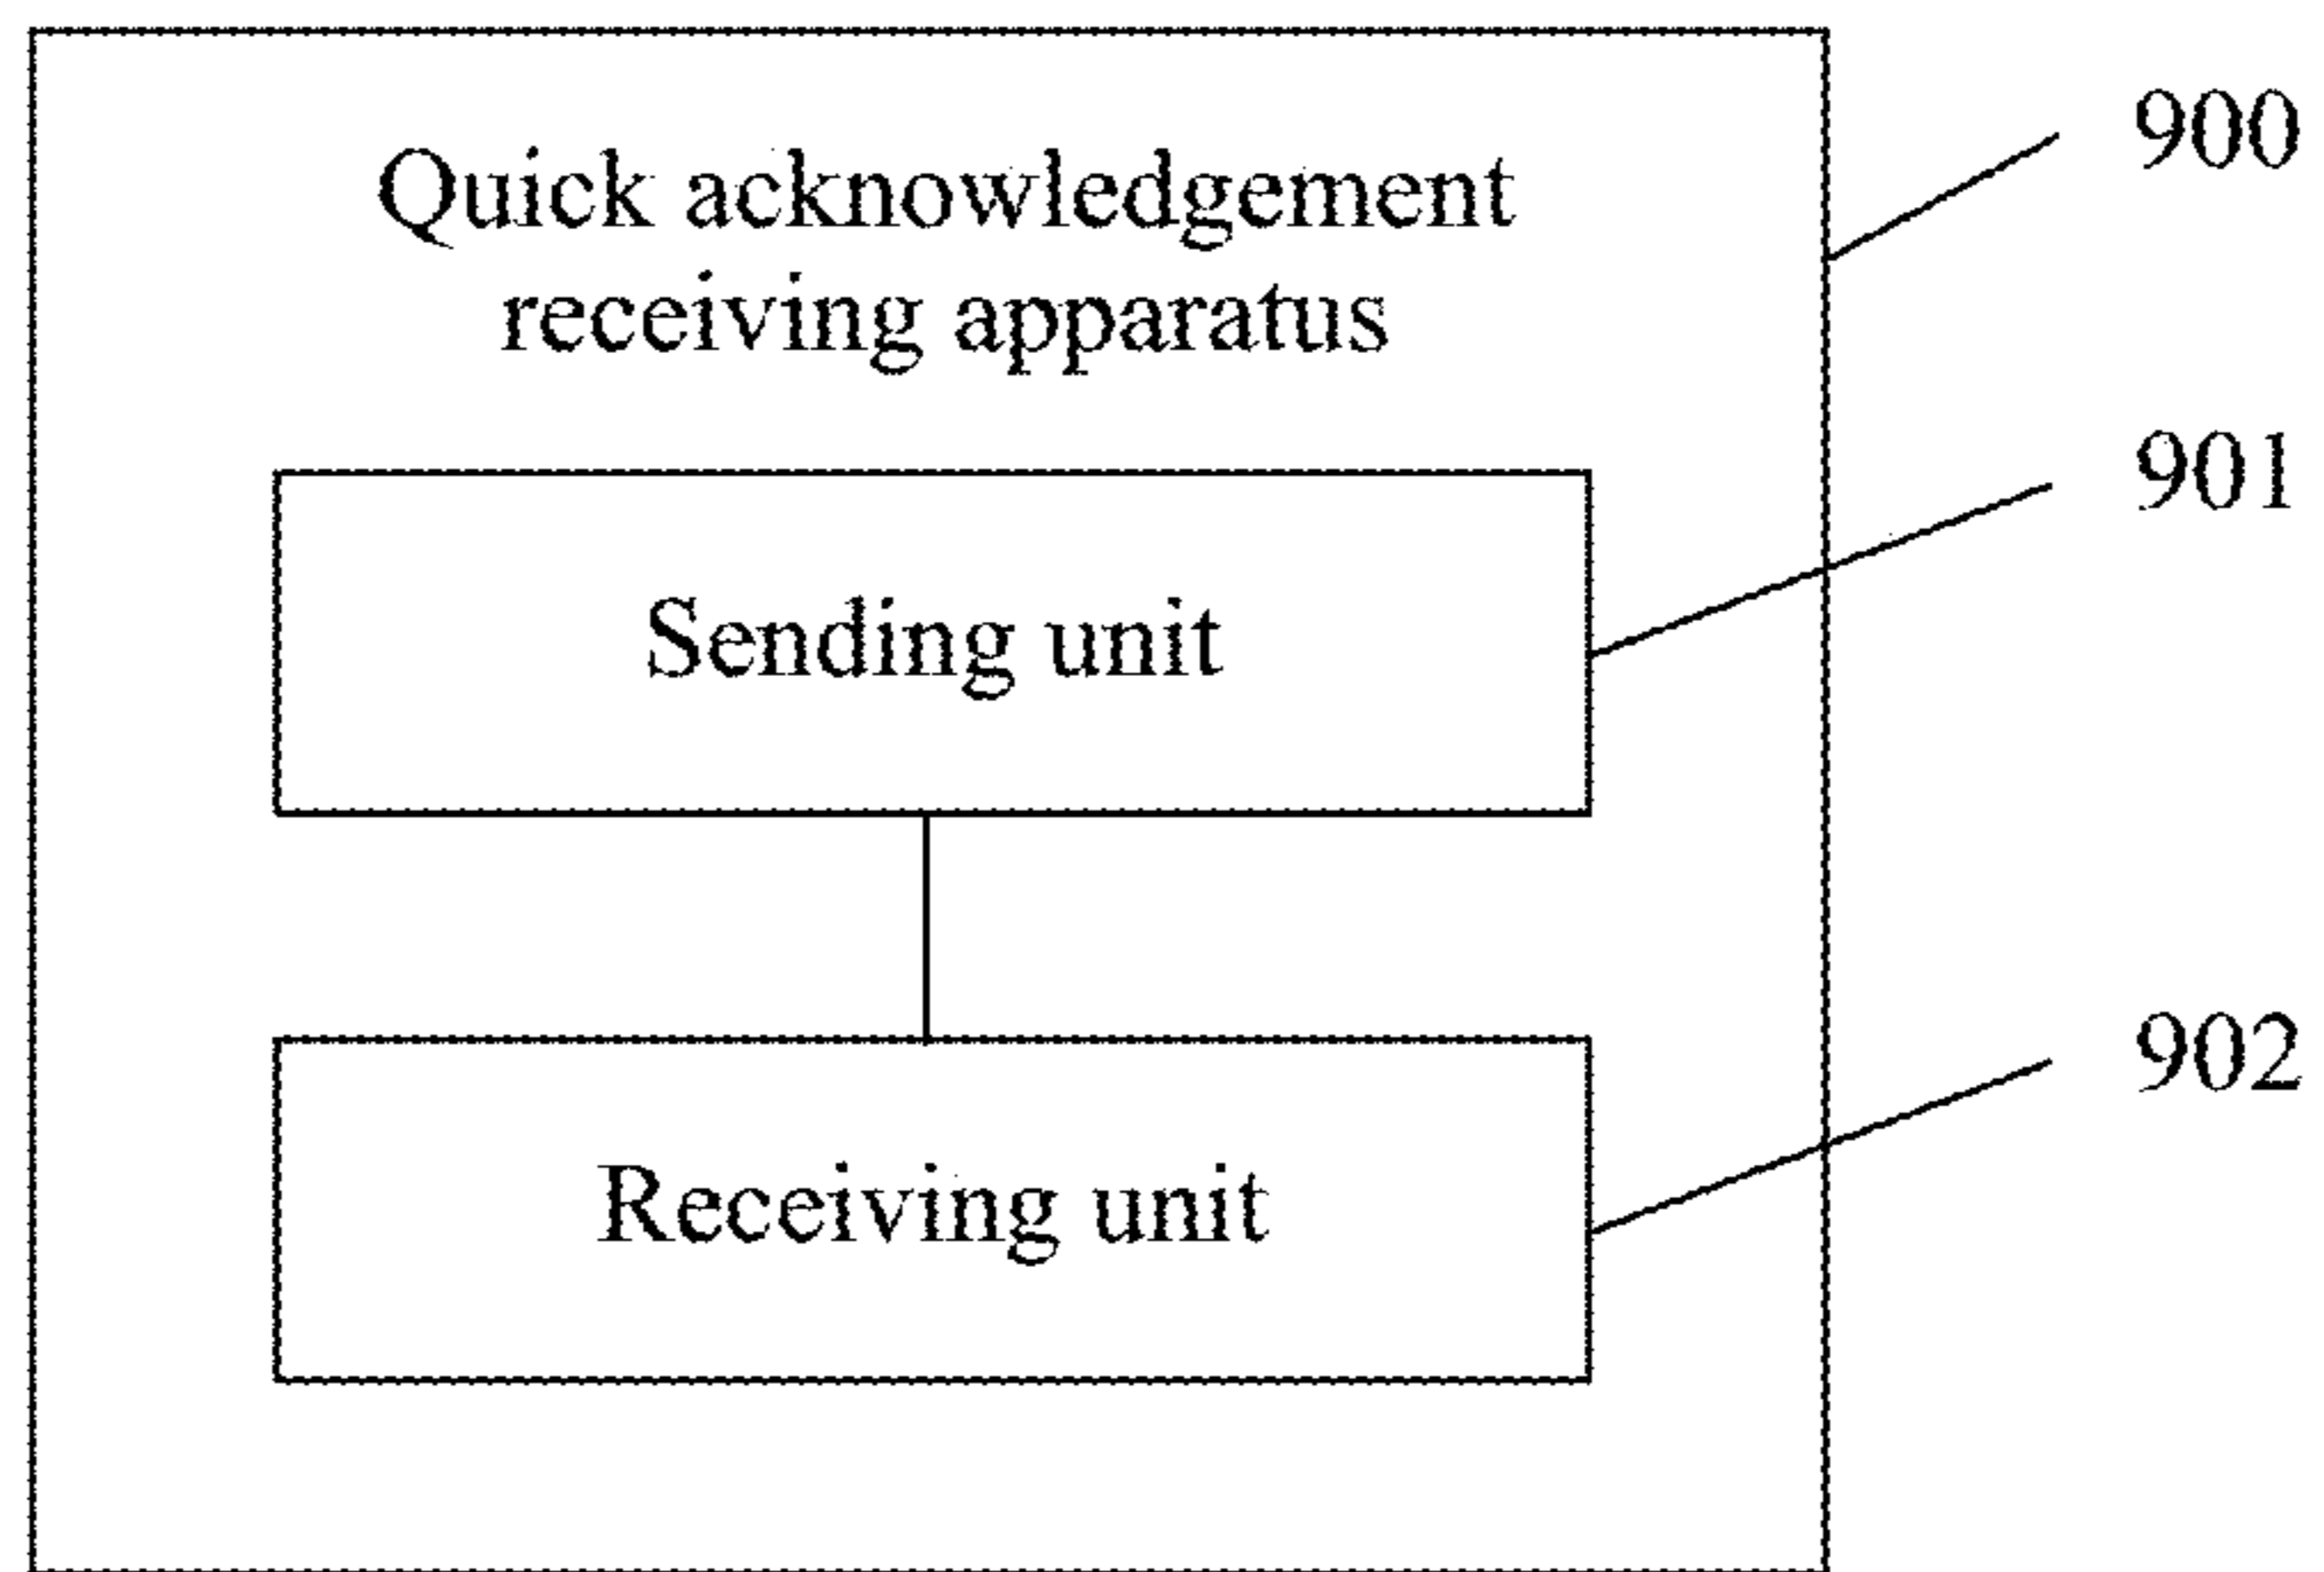 900
Quick acknowledgement
receiving apparatus
901
Sending unit
902
Receiving unit